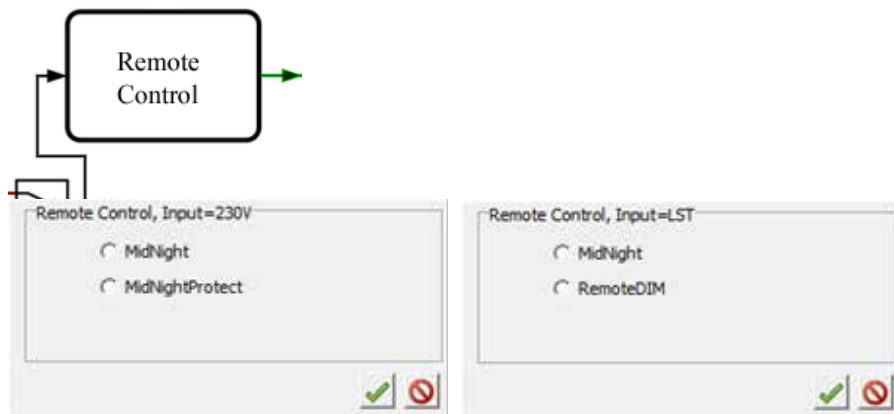 Remote
Control
Remote Control, Input=230V
MidNight
MidNightProtect
Remote Control, Input=LST
MidNight
RemoteDIM